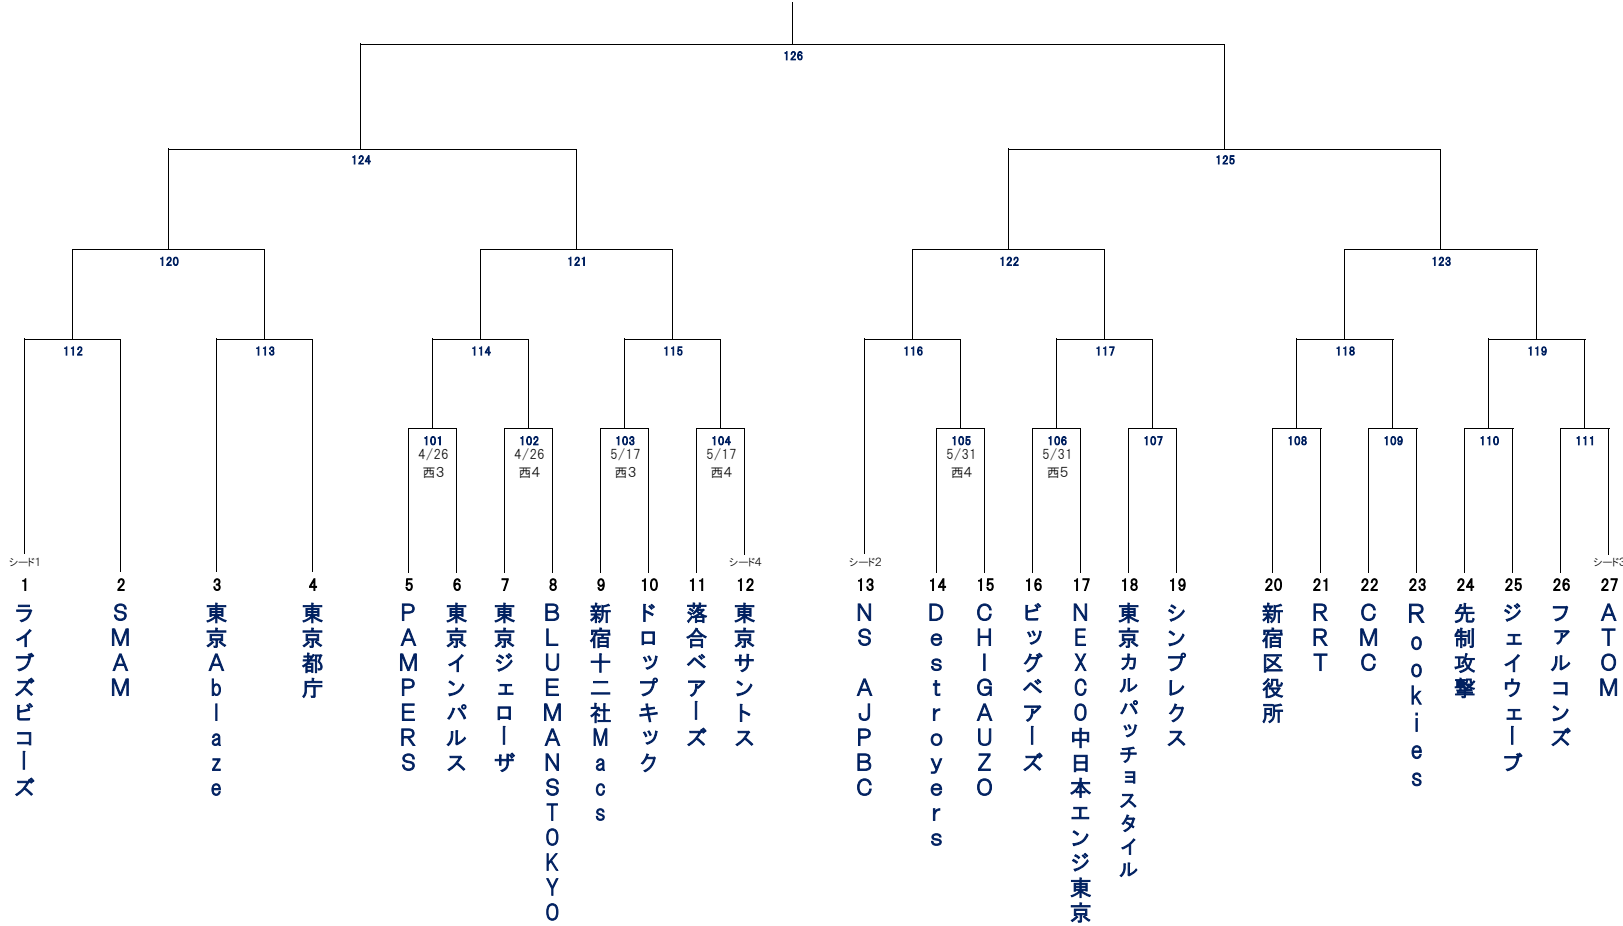 126
124
125
120
121
122
123
112
113
114
115
116
117
118
119
101
4/26
西3
102
4/26
西4
103
5/17
西3
104
5/17
西4
105
5/31
西4
106
5/31
西5
107
108
109
110
111
シード1
シード4
シード2
シード3
1
ライブズビコーズ
2
SMAM
3
東京Ablaze
4
東京都庁
5
PAMPERS
6
東京インパルス
7
東京ジェローザ
8
BLUEMANSTOKYO
9
新宿十二社Macs
10
ドロップキック
11
落合ベアーズ
12
東京サントス
13
NS AJPBC
14
Destroyers
15
CHIGAUZO
16
ビッグベアーズ
17
NEXCO中日本エンジ東京
18
東京カルパッチョスタイル
19
シンプレクス
20
新宿区役所
21
RRT
22
CMC
23
Rookies
24
先制攻撃
25
ジェイウェーブ
26
ファルコンズ
27
ATOM